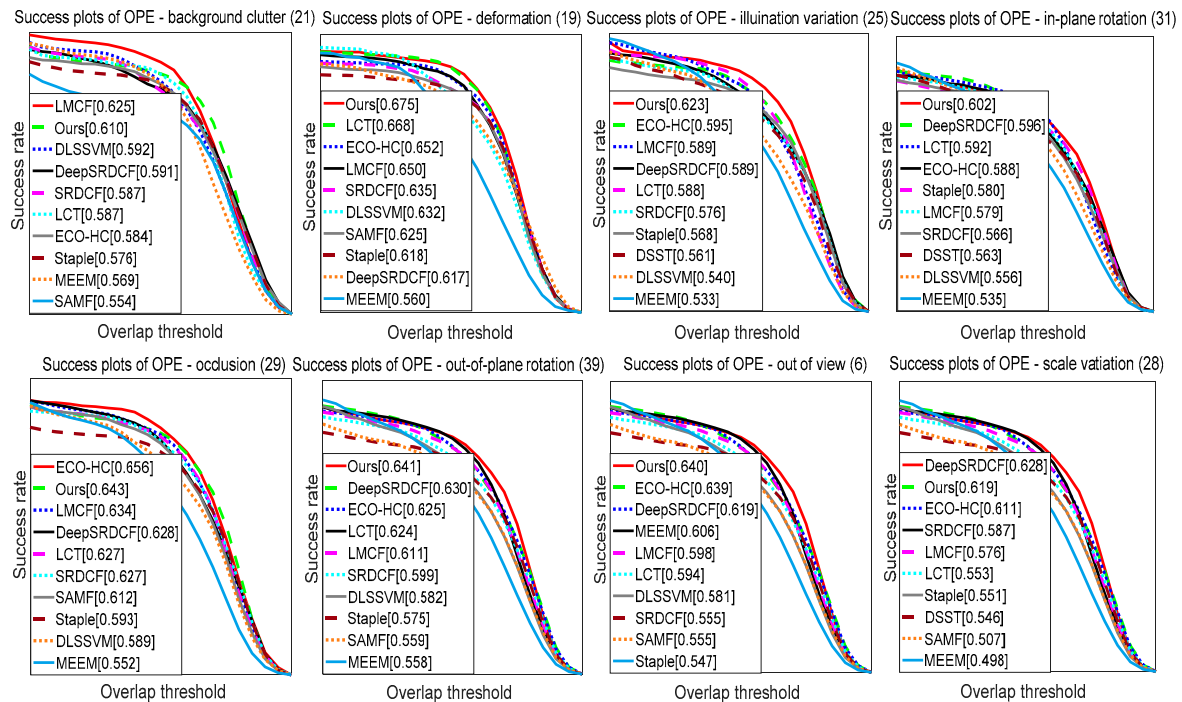 Success plots of OPE - background clutter (21)
Success rate
LMCF[0.625]
Ours[0.610]
DLSSVM[0.592]
DeepSRDCF[0.591]
SRDCF[0.587]
LCT[0.587]
ECO-HC[0.584]
Staple[0.576]
MEEM[0.569]
SAMF[0.554]
Overlap threshold
Success plots of OPE - deformation (19)
Success rate
Ours[0.675]
LCT[0.668]
ECO-HC[0.652]
LMCF[0.650]
SRDCF[0.635]
DLSSVM[0.632]
SAMF[0.625]
Staple[0.618]
DeepSRDCF[0.617]
MEEM[0.560]
Overlap threshold
Success plots of OPE - illuination variation (25)
Success rate
Ours[0.623]
ECO-HC[0.595]
LMCF[0.589]
DeepSRDCF[0.589]
LCT[0.588]
SRDCF[0.576]
Staple[0.568]
DSST[0.561]
DLSSVM[0.540]
MEEM[0.533]
Overlap threshold
Success plots of OPE - in-plane rotation (31)
Success rate
Ours[0.602]
DeepSRDCF[0.596]
LCT[0.592]
ECO-HC[0.588]
Staple[0.580]
LMCF[0.579]
SRDCF[0.566]
DSST[0.563]
DLSSVM[0.556]
MEEM[0.535]
Overlap threshold
Success plots of OPE - ocdusion (29)
Success rate
ECO-HC[0.656]
Ours[0.643]
LMCF[0.634]
DeepSRDCF[0.628]
LCT[0.627]
SRDCF[0.627]
SAMF[0.612]
Staple[0.593]
DLSSVM[0.589]
MEEM[0.552]
Overlap threshold
Success plots of OPE - out-of-plane rotation (39)
Success rate
Ours[0.641]
DeepSRDCF[0.630]
ECO-HC[0.625]
LCT[0.624]
LMCF[0.611]
SRDCF[0.599]
DLSSVM[0.582]
Staple[0.575]
SAMF[0.559]
MEEM[0.558]
Overlap threshold
Success plots of OPE - out of view (6)
Success rate
Ours[0.640]
ECO-HC[0.639]
DeepSRDCF[0.619]
MEEM[0.606]
LMCF[0.598]
LCT[0.594]
DLSSVM[0.581]
SRDCF[0.555]
SAMF[0.555]
Staple[0.547]
Overlap threshold
Success plots of OPE - scale vatiation (28)
Success rate
DeepSRDCF[0.628]
Ours[0.619]
ECO-HC[0.611]
SRDCF[0.587]
LMCF[0.576]
LCT[0.553]
Staple[0.551]
DSST[0.546]
SAMF[0.507]
MEEM[0.498]
Overlap threshold